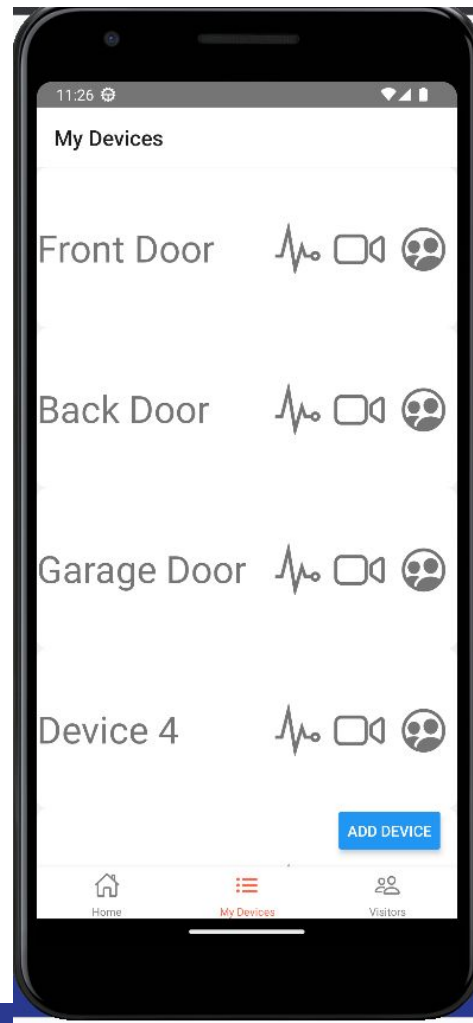 11:26
My Devices
Front Door
Back Door
Garage Door
Device 4
ADD DEVICE
Home
My Devices
Visitors